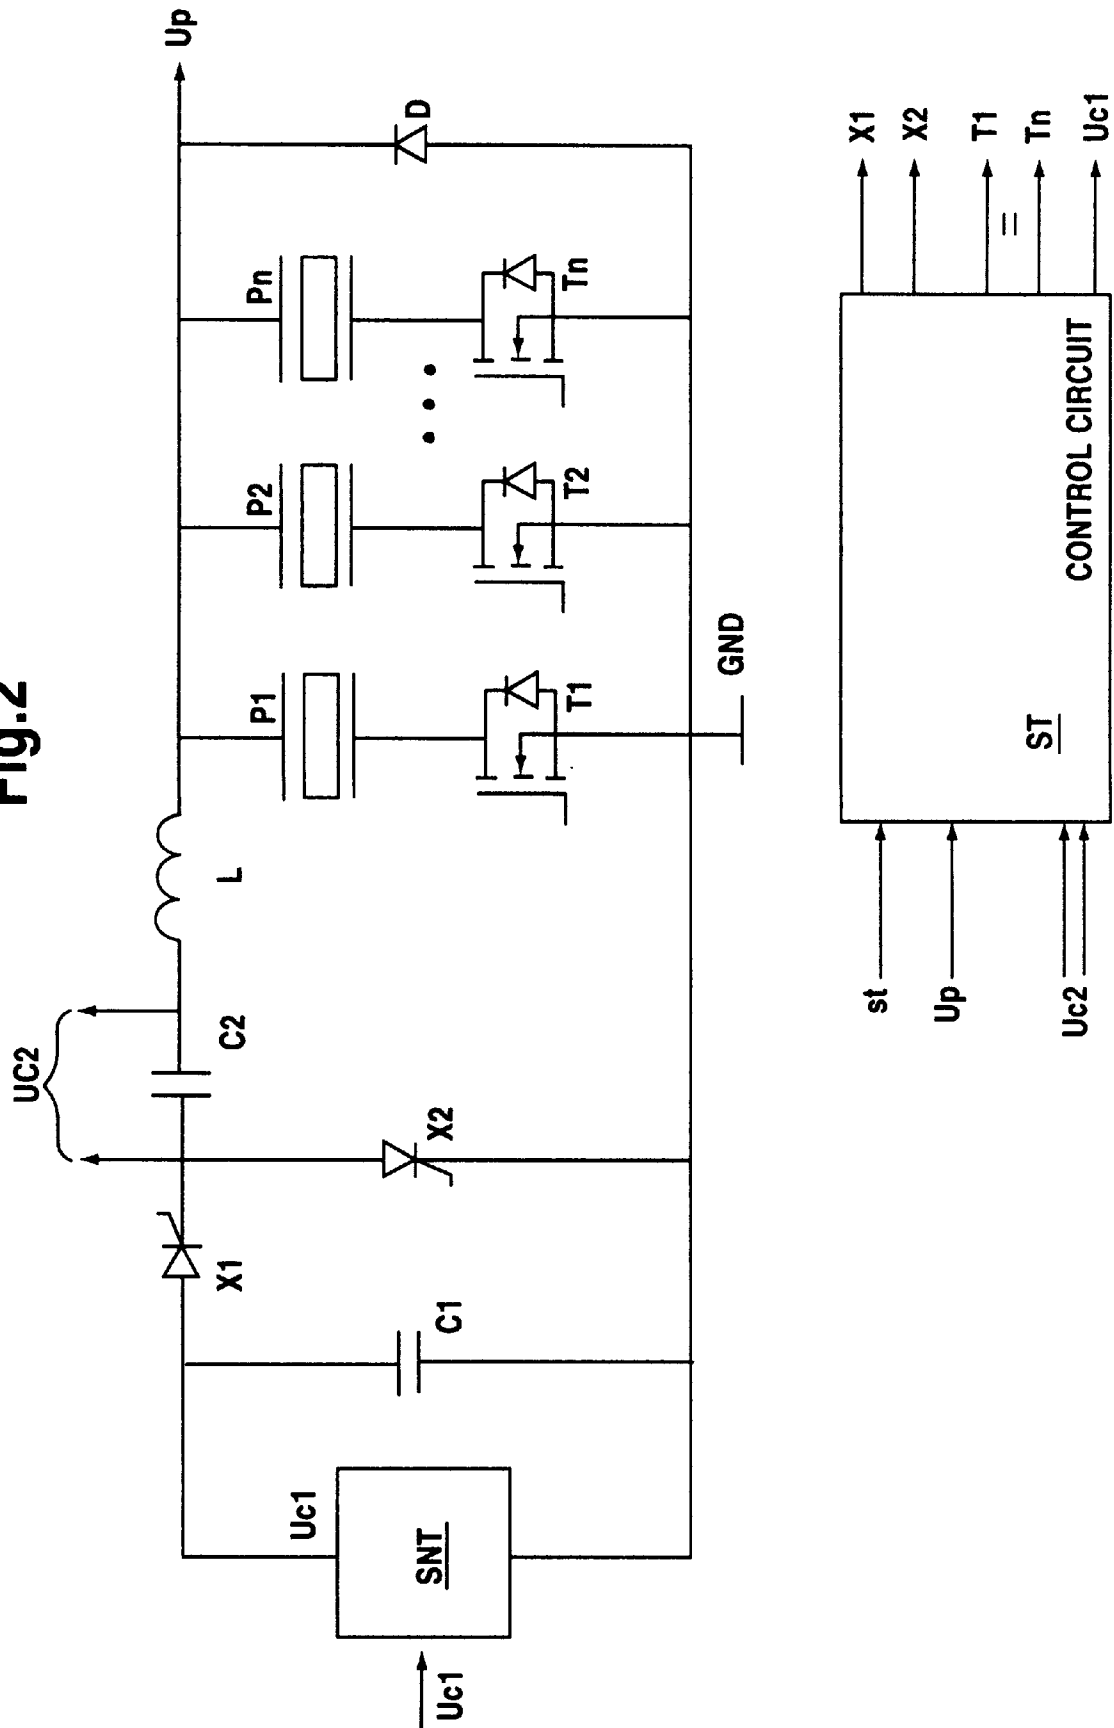 Fig.2
UC2
Up
X1
C2
L
P1
P2
Pn
D
C1
X2
T1
T2
Tn
Uc1
SNT
Uc1
GND
st
Up
Uc2
ST
CONTROL CIRCUIT
X1
X2
T1
=
Tn
Uc1